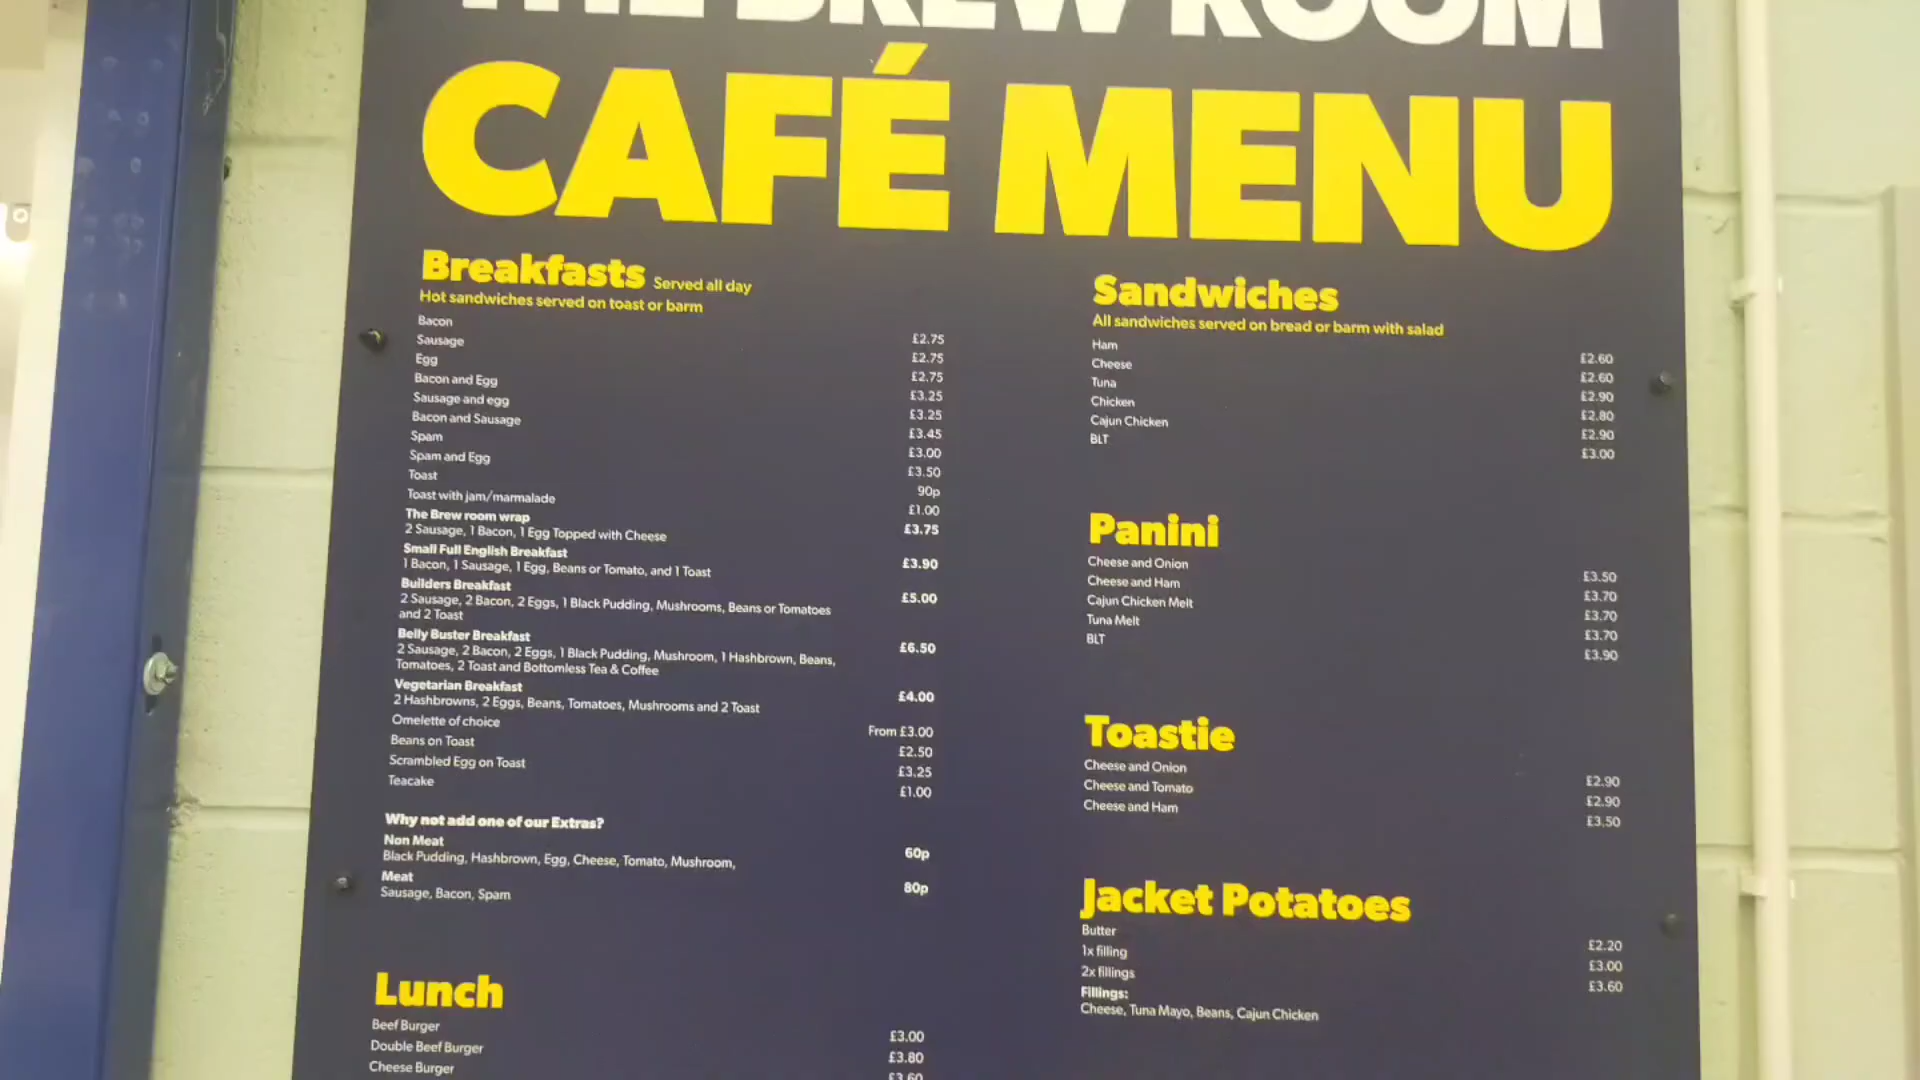 THE BREW ROOM
CAFÉ MENU
Breakfasts Served all day
Hot sandwiches served on toast or barm
Bacon £2.75
Sausage £2.75
Egg £2.75
Bacon and Egg £3.25
Sausage and egg £3.25
Bacon and Sausage £3.45
Spam £3.00
Spam and Egg £3.50
Toast 90p
Toast with jam/marmalade £1.00
The Brew room wrap £3.75
2 Sausage, 1 Bacon, 1 Egg Topped with Cheese
Small Full English Breakfast £3.90
1 Bacon, 1 Sausage, 1 Egg, Beans or Tomato, and 1 Toast
Builders Breakfast £5.00
2 Sausage, 2 Bacon, 2 Eggs, 1 Black Pudding, Mushrooms, Beans or Tomatoes
and 2 Toast
Belly Buster Breakfast £6.50
2 Sausage, 2 Bacon, 2 Eggs, 1 Black Pudding, Mushroom, 1 Hashbrown, Beans,
Tomatoes, 2 Toast and Bottomless Tea & Coffee
Vegetarian Breakfast £4.00
2 Hashbrowns, 2 Eggs, Beans, Tomatoes, Mushrooms and 2 Toast
Omelette of choice From £3.00
Beans on Toast £2.50
Scrambled Egg on Toast £3.25
Teacake £1.00
Why not add one of our Extras?
Non Meat 60p
Black Pudding, Hashbrown, Egg, Cheese, Tomato, Mushroom,
Meat 80p
Sausage, Bacon, Spam
Lunch
Beef Burger £3.00
Double Beef Burger £3.80
Cheese Burger £3.60
Sandwiches
All sandwiches served on bread or barm with salad
Ham £2.60
Cheese £2.60
Tuna £2.90
Chicken £2.80
Cajun Chicken £2.90
BLT £3.00
Panini
Cheese and Onion £3.50
Cheese and Ham £3.70
Cajun Chicken Melt £3.70
Tuna Melt £3.70
BLT £3.90
Toastie
Cheese and Onion £2.90
Cheese and Tomato £2.90
Cheese and Ham £3.50
Jacket Potatoes
Butter £2.20
1x filling £3.00
2x fillings £3.60
Fillings:
Cheese, Tuna Mayo, Beans, Cajun Chicken